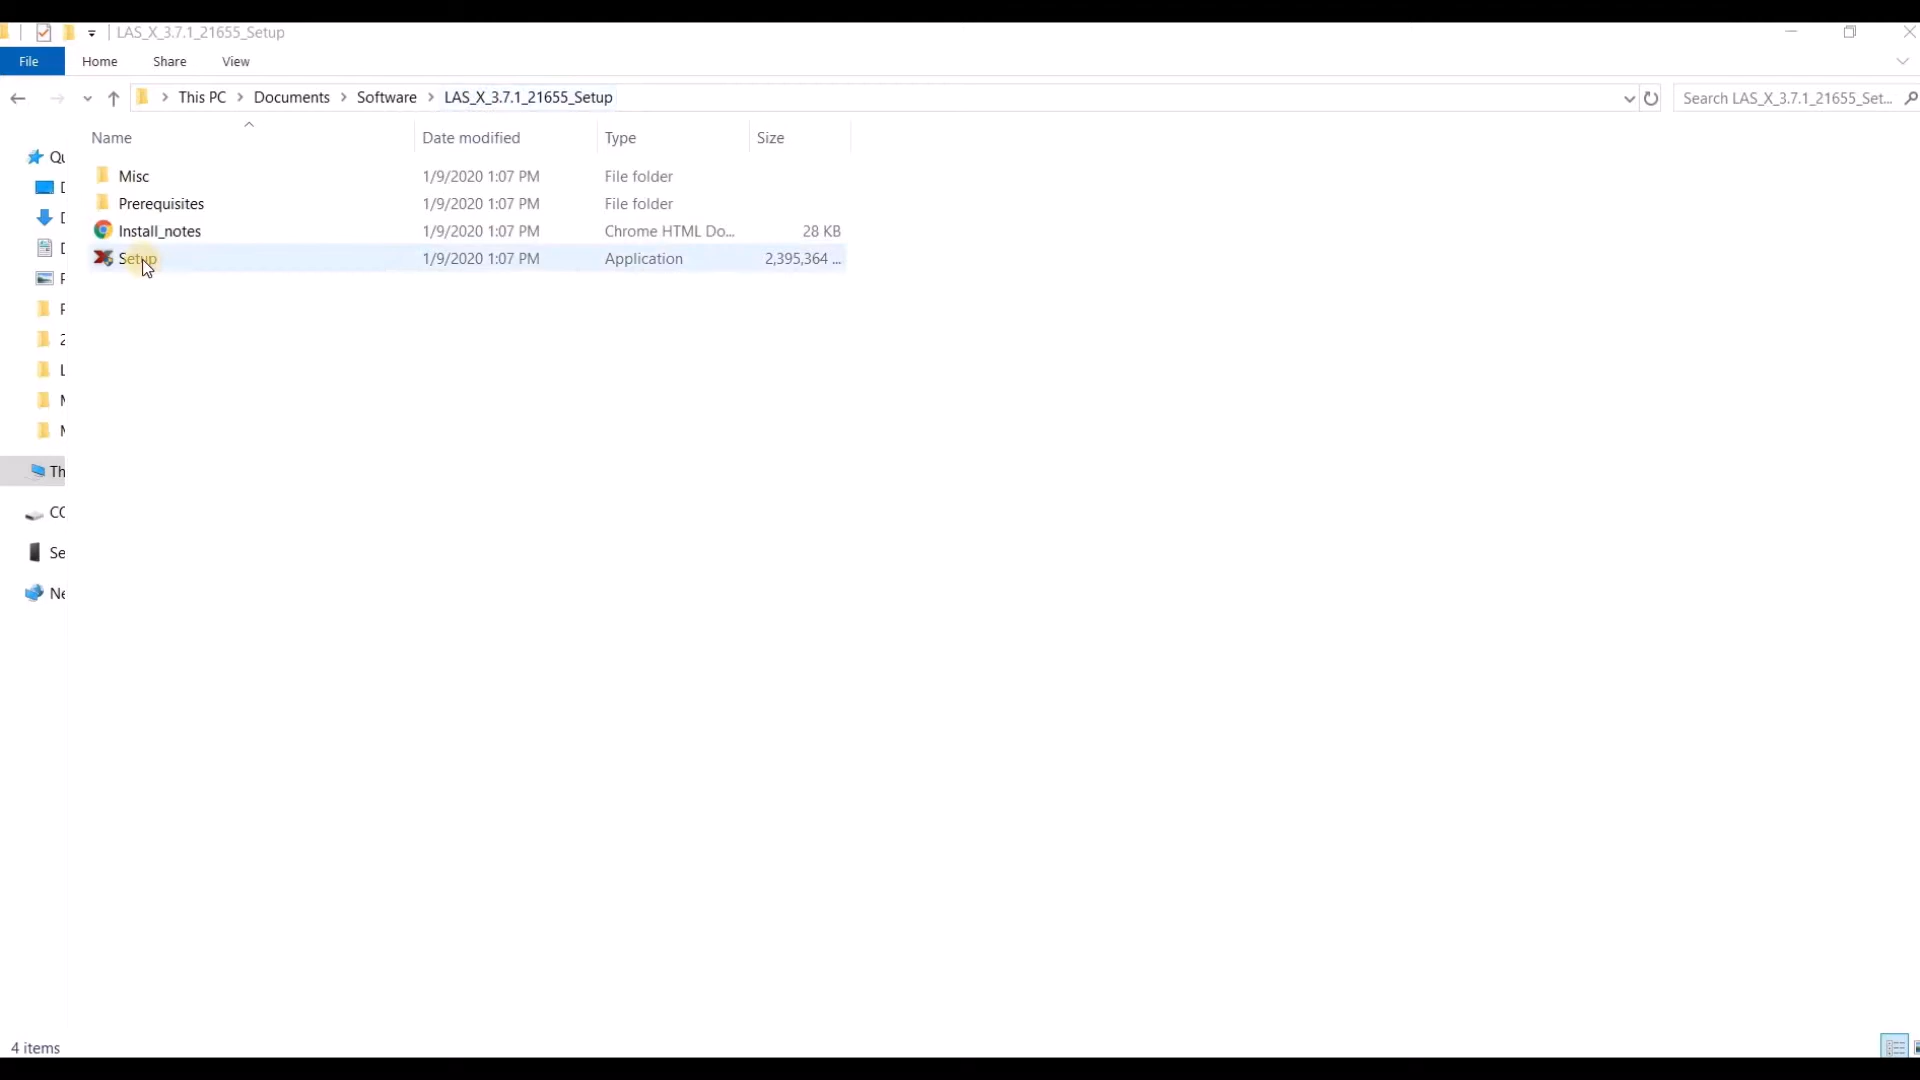 LAS_X_3.7.1_21655_Setup
File Home Share View
This PC Documents Software LAS_X_3.7.1_21655_Setup Search LAS_X_3.7.1_21655_Set...
Name Date modified Type Size
Misc 1/9/2020 1:07 PM File folder
Prerequisites 1/9/2020 1:07 PM File folder
Install_notes 1/9/2020 1:07 PM Chrome HTML Do... 28 KB
Setup 1/9/2020 1:07 PM Application 2,395,364 ...
Qu
Th
CC
Se
Ne
4 items